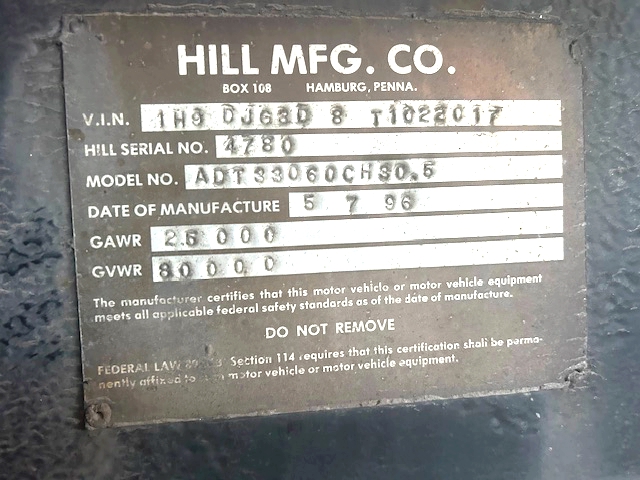 HILL MFG. CO.
BOX 108 HAMBURG, PENNA.
V.I.N. 1H9 DJG3D 8 T1022017
HILL SERIAL NO. 4780
MODEL NO. ADTS3060CHS0.5
DATE OF MANUFACTURE 5 7 96
GAWR 26 000
GVWR 80000
The manufacturer certifies that this motor vehicle or motor vehicle equipment
meets all applicable federal safety standards as of the date of manufacture.
DO NOT REMOVE
FEDERAL LAW Section 114 requires that this certification shall be perma-
nently affixed to motor vehicle or motor vehicle equipment.